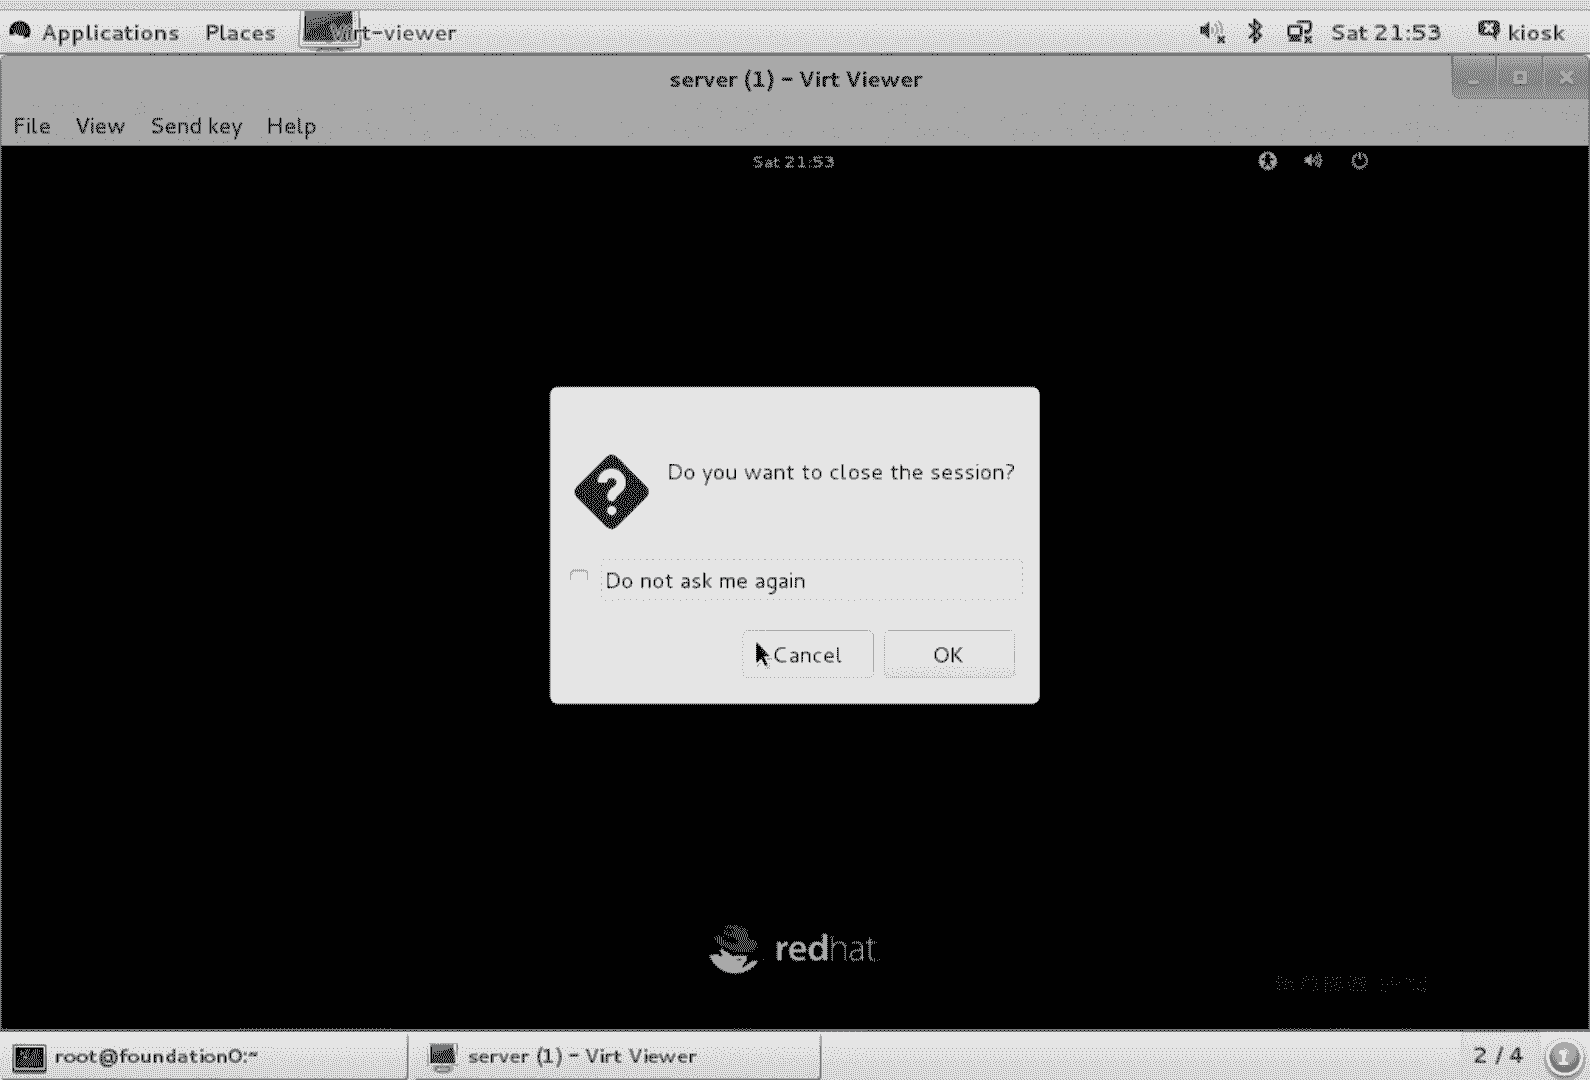 Applications Places Virt-viewer Sat 21:53 kiosk
server (1) – Virt Viewer
File View Send key Help
Sat 21:53
Do you want to close the session?
Do not ask me again
Cancel OK
redhat
root@foundation0:~ server (1) – Virt Viewer 2 / 4 1